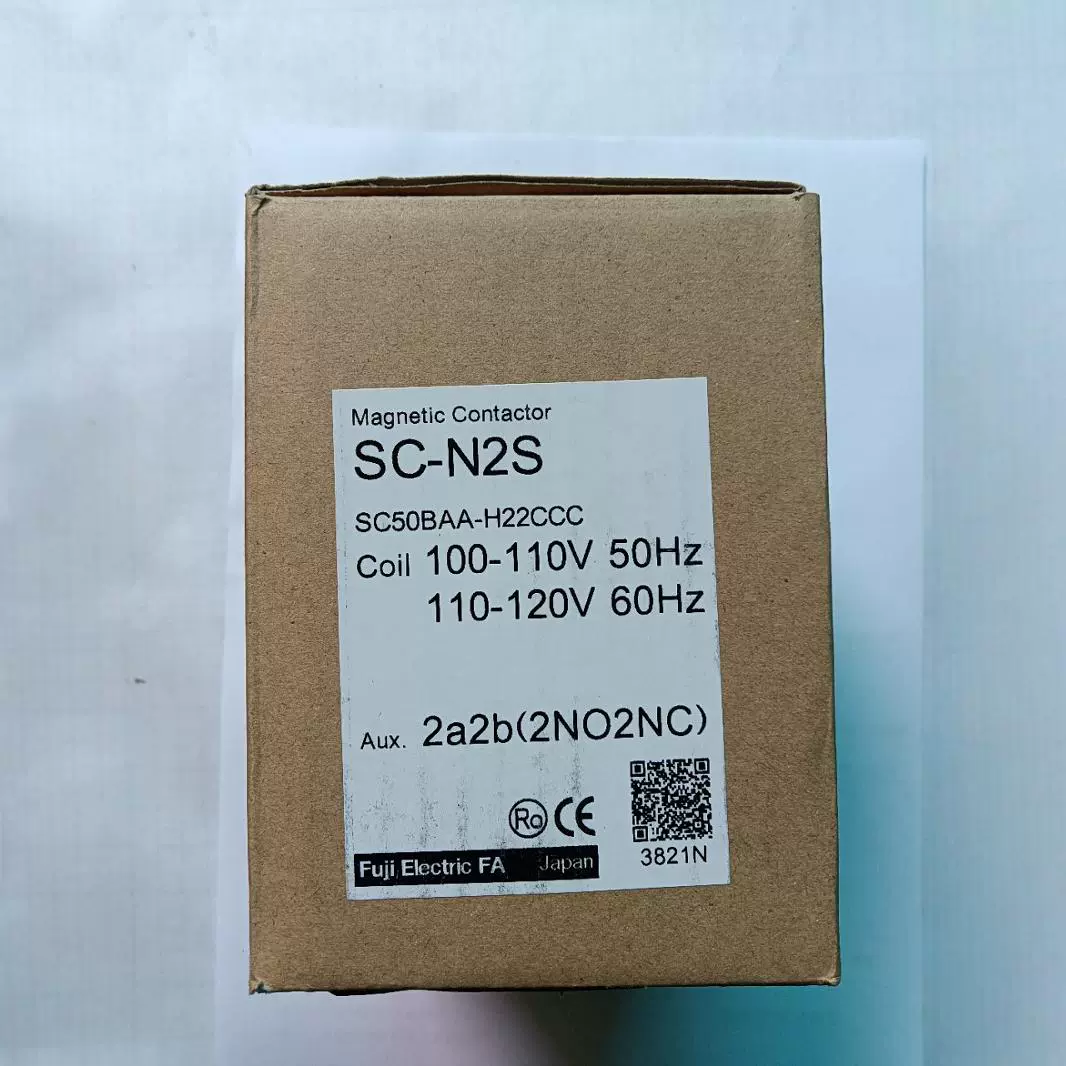 Magnetic Contactor
SC-N2S
SC50BAA-H22CCC
Coil 100-110V 50Hz
110-120V 60Hz
Aux. 2a2b(2NO2NC)
Ro CE
Fuji Electric FA Japan
3821N